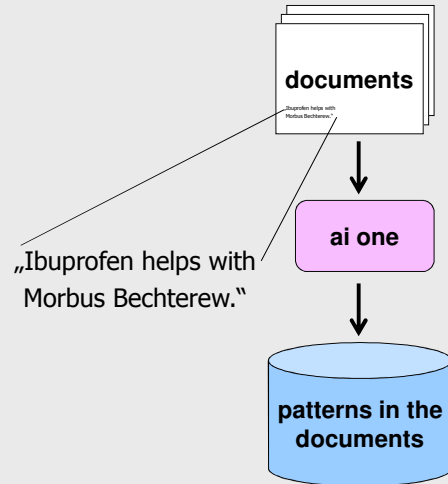 documents
„Ibuprofen helps with
Morbus Bechterew.“
ai one
„Ibuprofen helps with
Morbus Bechterew.“
patterns in the
documents